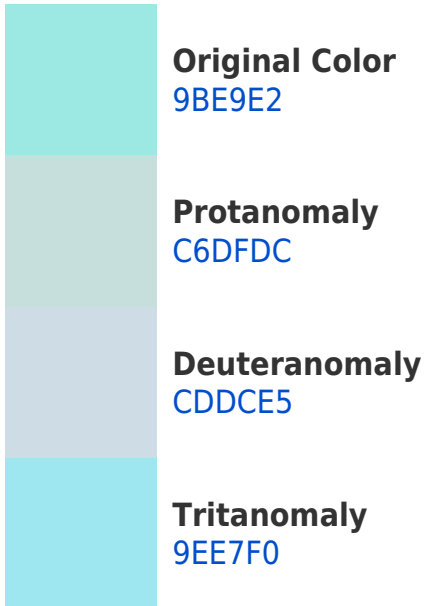 Original Color
9BE9E2
Protanomaly
C6DFDC
Deuteranomaly
CDDCE5
Tritanomaly
9EE7F0